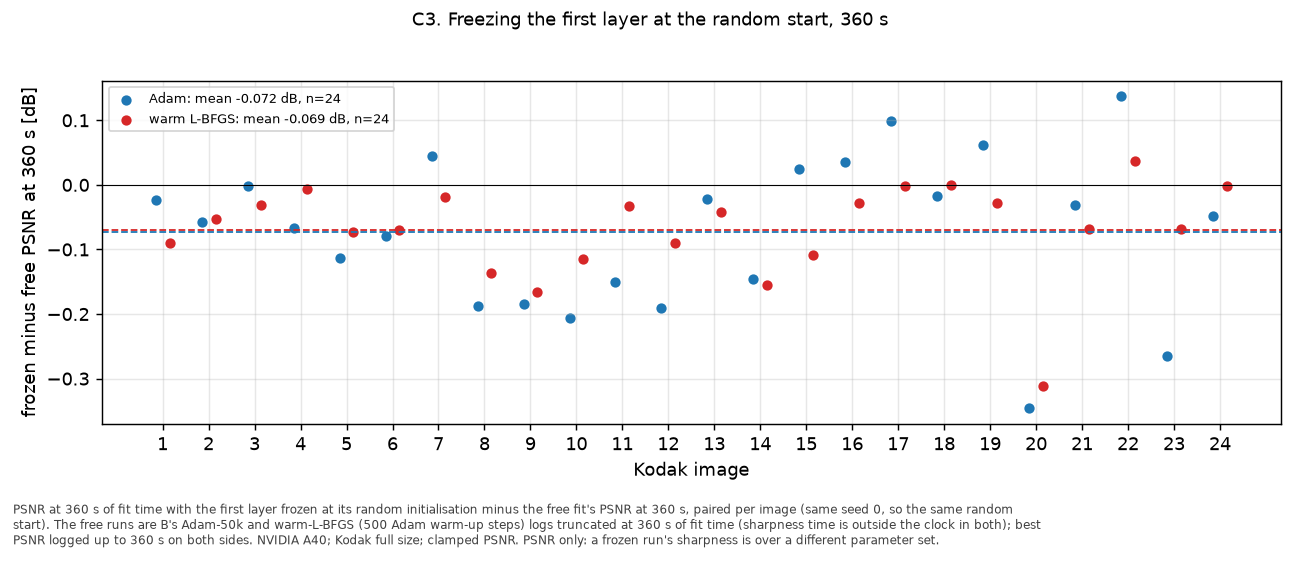 C3. Freezing the first layer at the random start, 360 s
frozen minus free PSNR at 360 s [dB]
Adam: mean -0.072 dB, n=24
warm L-BFGS: mean -0.069 dB, n=24
0.1
0.0
−0.1
−0.2
−0.3
1 2 3 4 5 6 7 8 9 10 11 12 13 14 15 16 17 18 19 20 21 22 23 24
Kodak image
PSNR at 360 s of fit time with the first layer frozen at its random initialisation minus the free fit's PSNR at 360 s, paired per image (same seed 0, so the same random
start). The free runs are B's Adam-50k and warm-L-BFGS (500 Adam warm-up steps) logs truncated at 360 s of fit time (sharpness time is outside the clock in both); best
PSNR logged up to 360 s on both sides. NVIDIA A40; Kodak full size; clamped PSNR. PSNR only: a frozen run's sharpness is over a different parameter set.